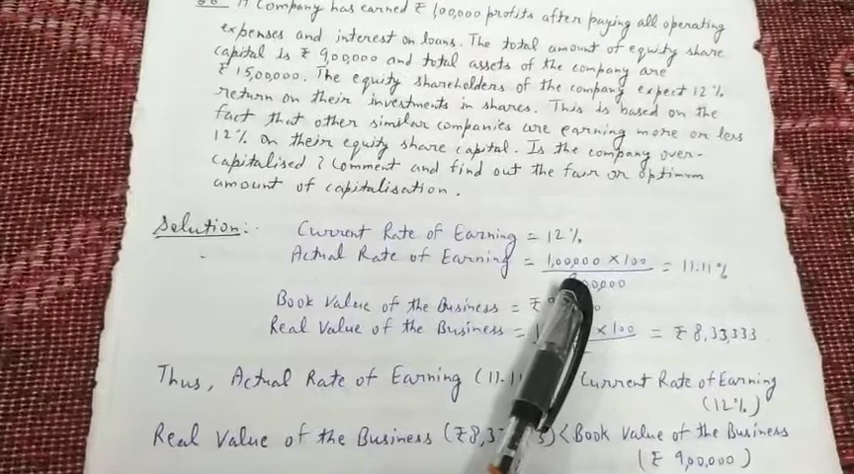 A Company has earned ₹ 1,00,000 profits after paying all operating
expenses and interest on loans. The total amount of equity share
capital is ₹ 9,00,000 and total assets of the company are
₹ 15,00,000. The equity shareholders of the company expect 12%
return on their investments in shares. This is based on the
fact that other similar companies are earning more or less
12% on their equity share capital. Is the company over-
capitalised? Comment and find out the fair or optimum
amount of capitalisation.
Solution:- Current Rate of Earning = 12%
Actual Rate of Earning = 1,00,000 × 100 = 11.11%
00,000
Book Value of the Business = ₹
Real Value of the Business = × 100 = ₹ 8,33,333
Thus, Actual Rate of Earning (11.11 Current Rate of Earning
(12%)
Real Value of the Business (₹8,3 3) < Book Value of the Business
(₹ 9,00,000)